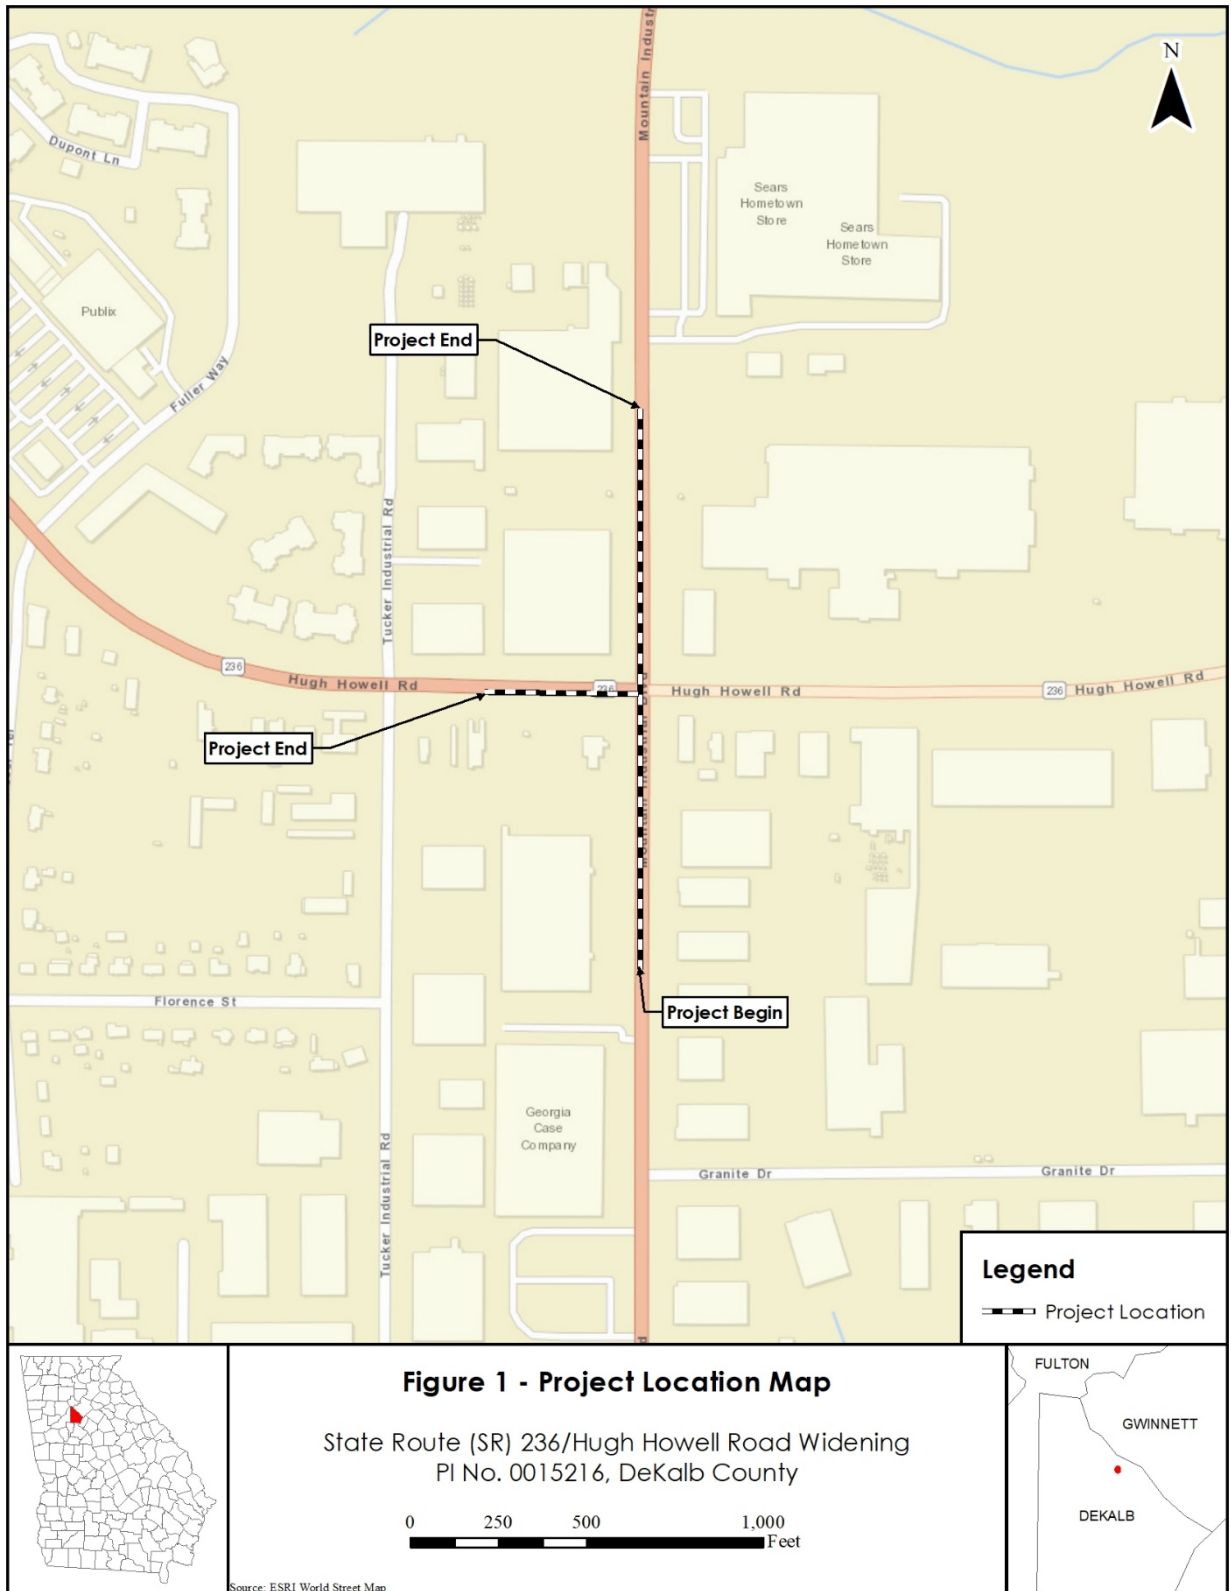 N
Mountain Industr
Dupont Ln
Sears
Hometown
Store
Sears
Hometown
Store
Publix
Project End
Fuller Way
Tucker Industrial Rd
236
Hugh Howell Rd
236
Hugh Howell Rd
236
Hugh Howell Rd
Project End
Mountain Industrial Blvd
Project Begin
Florence St
Georgia
Case
Company
Tucker Industrial Rd
Granite Dr
Granite Dr
d
Legend
Project Location
Figure 1 - Project Location Map
State Route (SR) 236/Hugh Howell Road Widening
PI No. 0015216, DeKalb County
0 250 500 1,000
Feet
Source: ESRI World Street Map
FULTON
GWINNETT
DEKALB